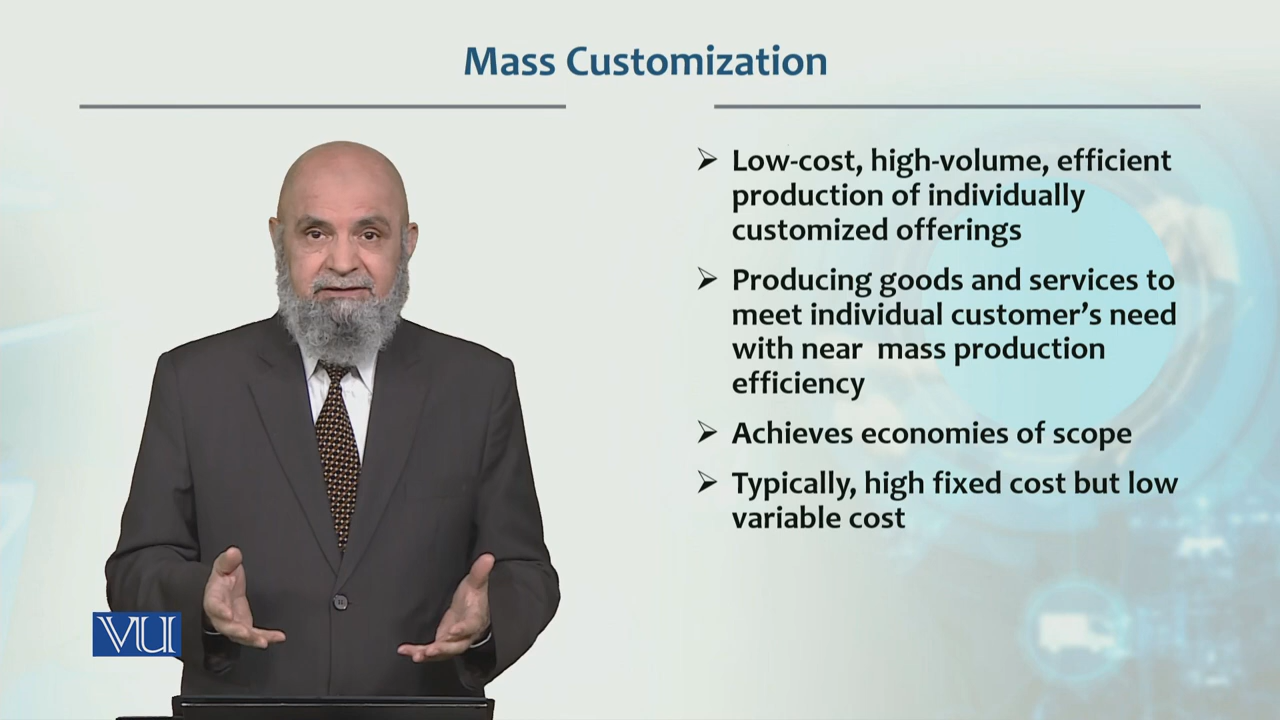 Mass Customization
➢ Low-cost, high-volume, efficient
production of individually
customized offerings
➢ Producing goods and services to
meet individual customer’s need
with near  mass production
efficiency
➢ Achieves economies of scope
➢ Typically, high fixed cost but low
variable cost
VU